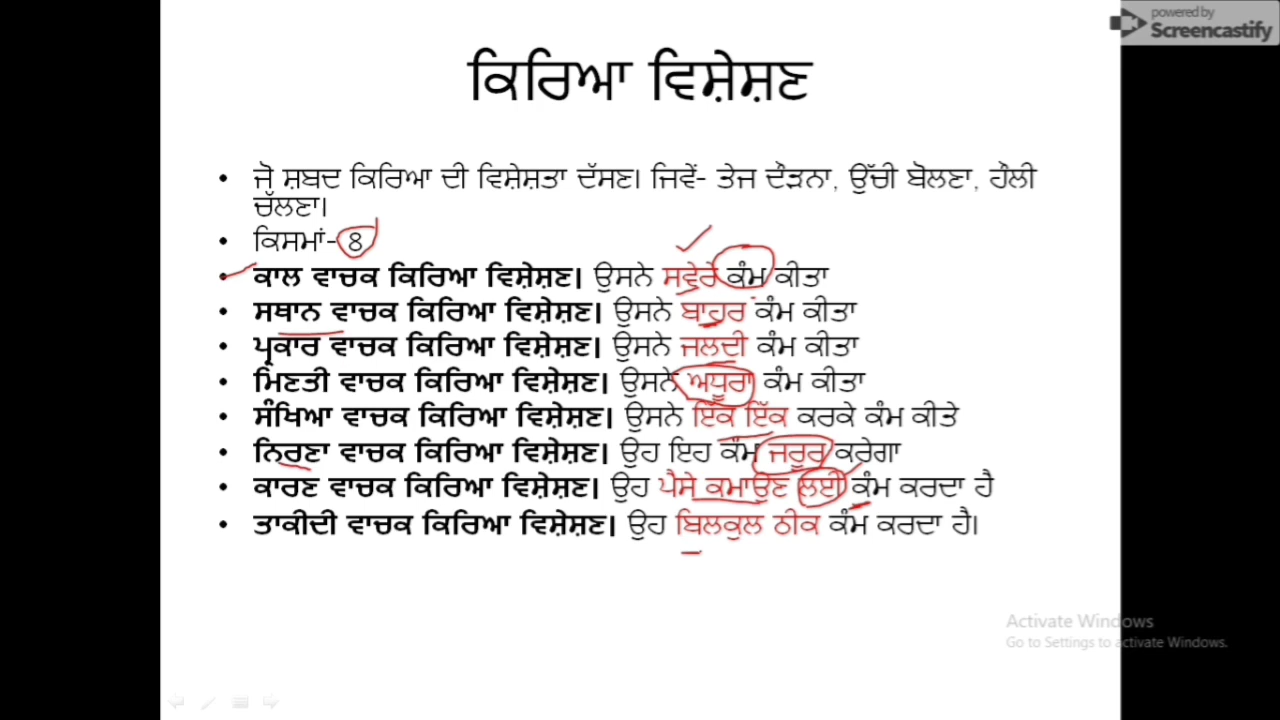 powered by
Screencastify
ਕਿਰਿਆ ਵਿਸ਼ੇਸ਼ਣ
• ਜੋ ਸ਼ਬਦ ਕਿਰਿਆ ਦੀ ਵਿਸ਼ੇਸ਼ਤਾ ਦੱਸਣ। ਜਿਵੇਂ- ਤੇਜ ਦੌੜਨਾ, ਉੱਚੀ ਬੋਲਣਾ, ਹੌਲੀ
ਚੱਲਣਾ।
• ਕਿਸਮਾਂ- 8
• ਕਾਲ ਵਾਚਕ ਕਿਰਿਆ ਵਿਸ਼ੇਸ਼ਣ। ਉਸਨੇ ਸਵੇਰੇ ਕੰਮ ਕੀਤਾ
• ਸਥਾਨ ਵਾਚਕ ਕਿਰਿਆ ਵਿਸ਼ੇਸ਼ਣ। ਉਸਨੇ ਬਾਹਰ ਕੰਮ ਕੀਤਾ
• ਪ੍ਰਕਾਰ ਵਾਚਕ ਕਿਰਿਆ ਵਿਸ਼ੇਸ਼ਣ। ਉਸਨੇ ਜਲਦੀ ਕੰਮ ਕੀਤਾ
• ਮਿਣਤੀ ਵਾਚਕ ਕਿਰਿਆ ਵਿਸ਼ੇਸ਼ਣ। ਉਸਨੇ ਅਧੂਰਾ ਕੰਮ ਕੀਤਾ
• ਸੰਖਿਆ ਵਾਚਕ ਕਿਰਿਆ ਵਿਸ਼ੇਸ਼ਣ। ਉਸਨੇ ਇੱਕ ਇੱਕ ਕਰਕੇ ਕੰਮ ਕੀਤੇ
• ਨਿਰਣਾ ਵਾਚਕ ਕਿਰਿਆ ਵਿਸ਼ੇਸ਼ਣ। ਉਹ ਇਹ ਕੰਮ ਜਰੂਰ ਕਰੇਗਾ
• ਕਾਰਣ ਵਾਚਕ ਕਿਰਿਆ ਵਿਸ਼ੇਸ਼ਣ। ਉਹ ਪੈਸੇ ਕਮਾਉਣ ਲਈ ਕੰਮ ਕਰਦਾ ਹੈ
• ਤਾਕੀਦੀ ਵਾਚਕ ਕਿਰਿਆ ਵਿਸ਼ੇਸ਼ਣ। ਉਹ ਬਿਲਕੁਲ ਠੀਕ ਕੰਮ ਕਰਦਾ ਹੈ।
Activate Windows
Go to Settings to activate Windows.